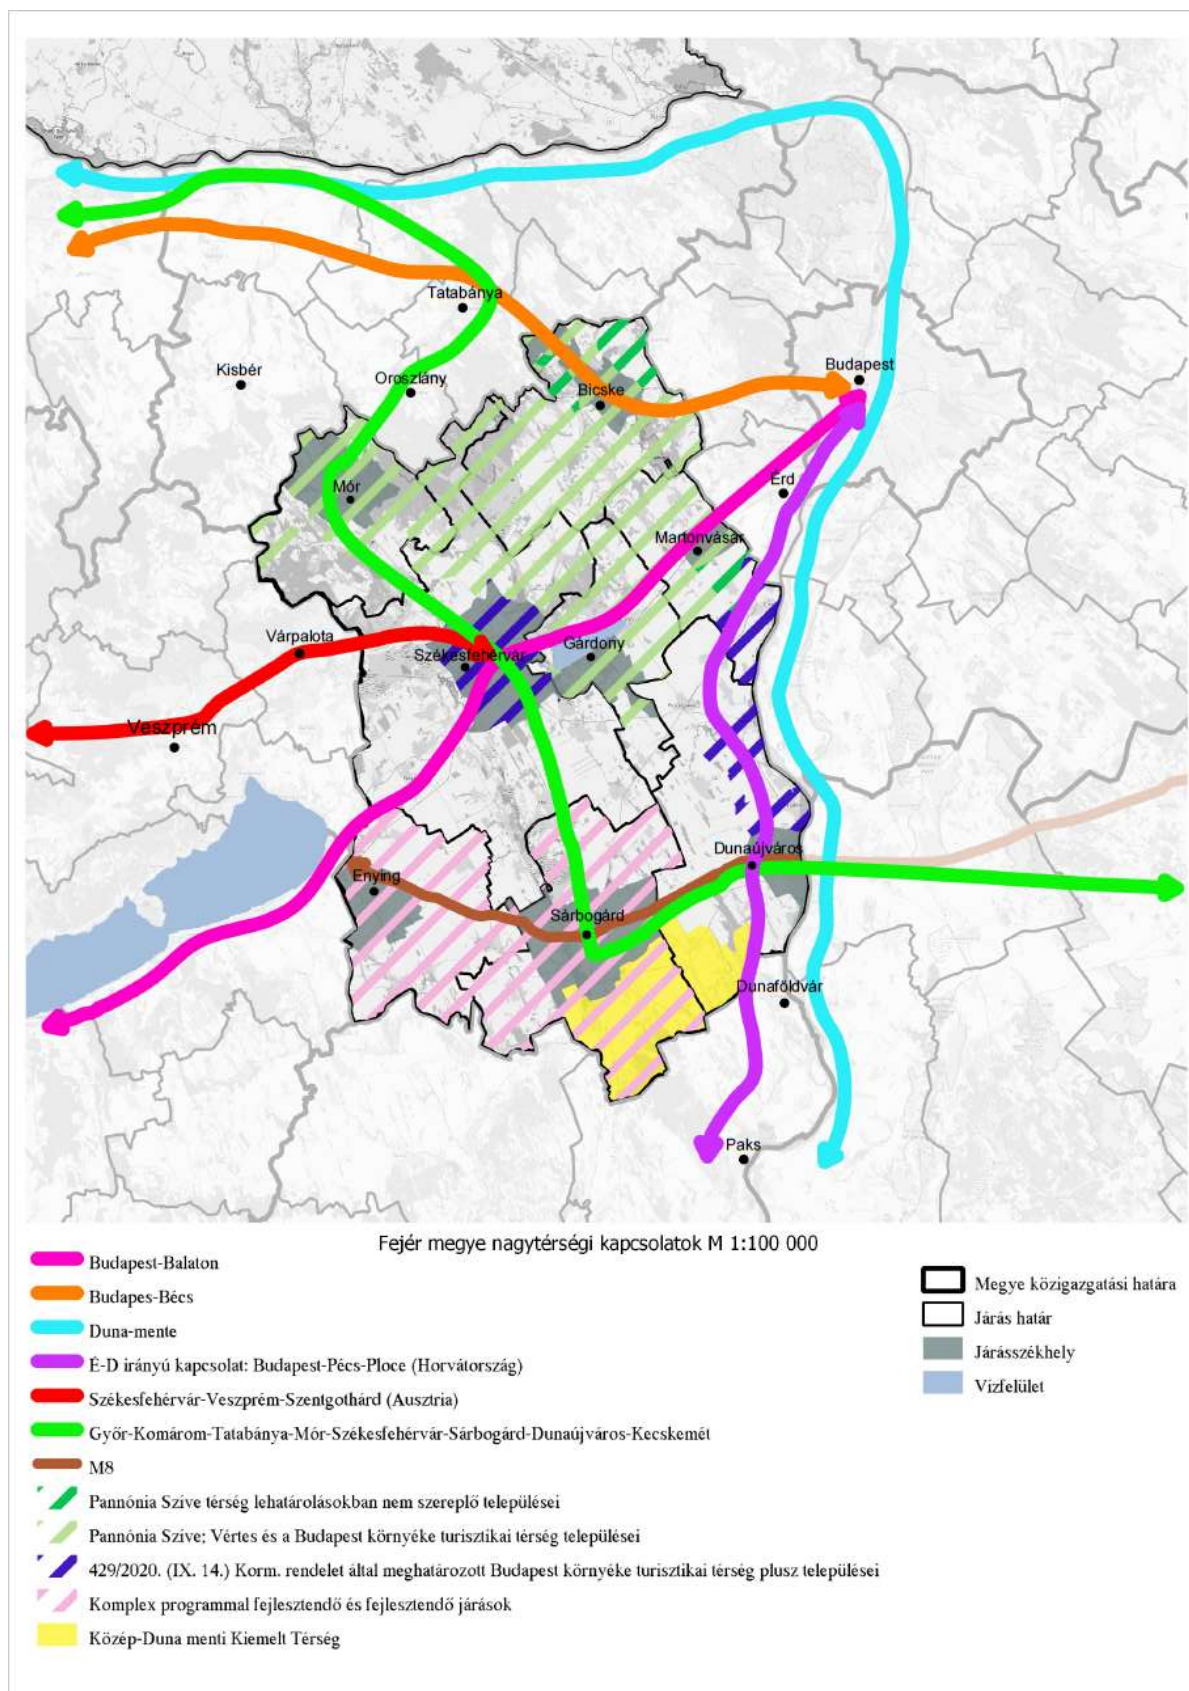 Tatabánya
Kisbér
Oroszlány
Bicske
Budapest
Mór
Érd
Martonvásár
Várpalota
Székesfehérvár
Gárdony
Veszprém
Enying
Dunaújváros
Sárbogárd
Dunaföldvár
Paks
Fejér megye nagytérségi kapcsolatok M 1:100 000
Budapest-Balaton
Budapes-Bécs
Duna-mente
É-D irányú kapcsolat: Budapest-Pécs-Ploce (Horvátország)
Székesfehérvár-Veszprém-Szentgothárd (Ausztria)
Győr-Komárom-Tatabánya-Mór-Székesfehérvár-Sárbogárd-Dunaújváros-Kecskemét
M8
Pannónia Szíve térség lehatárolásokban nem szereplő települései
Pannónia Szíve; Vértes és a Budapest környéke turisztikai térség települései
429/2020. (IX. 14.) Korm. rendelet által meghatározott Budapest környéke turisztikai térség plusz települései
Komplex programmal fejlesztendő és fejlesztendő járások
Közép-Duna menti Kiemelt Térség
Megye közigazgatási határa
Járás határ
Járásszékhely
Vízfelület